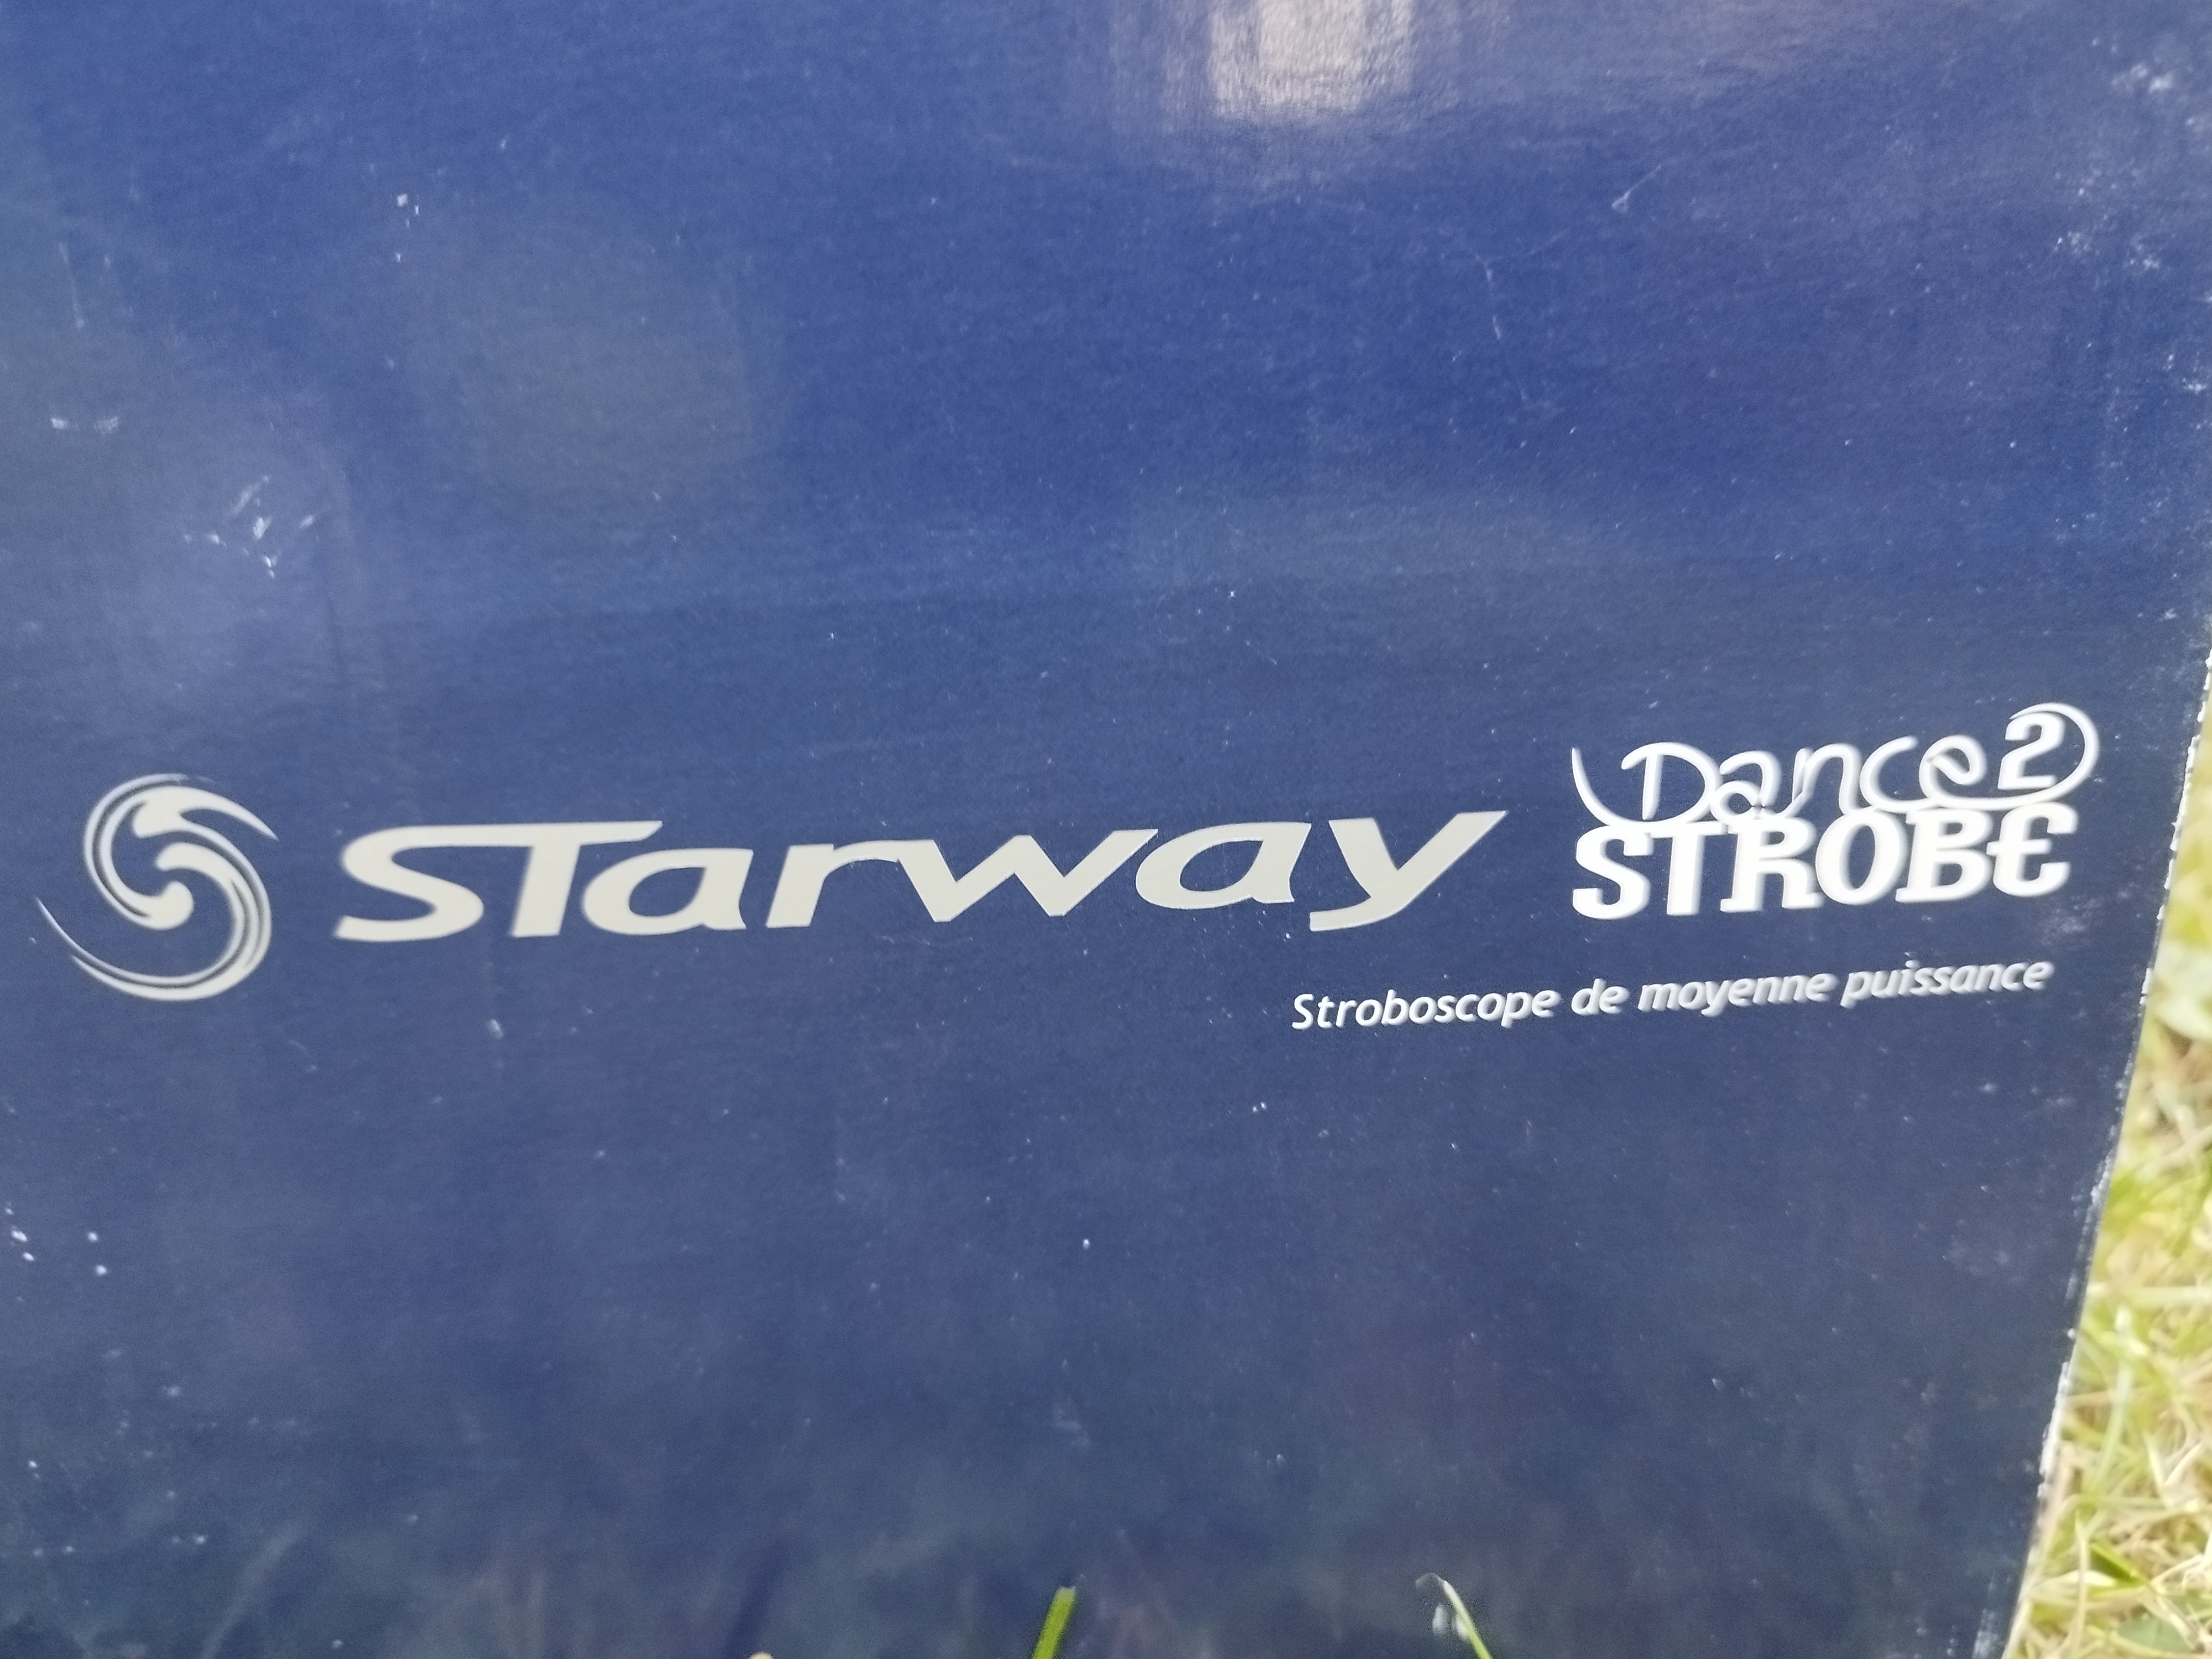 Starway
Dance2
STROBE
Stroboscope de moyenne puissance